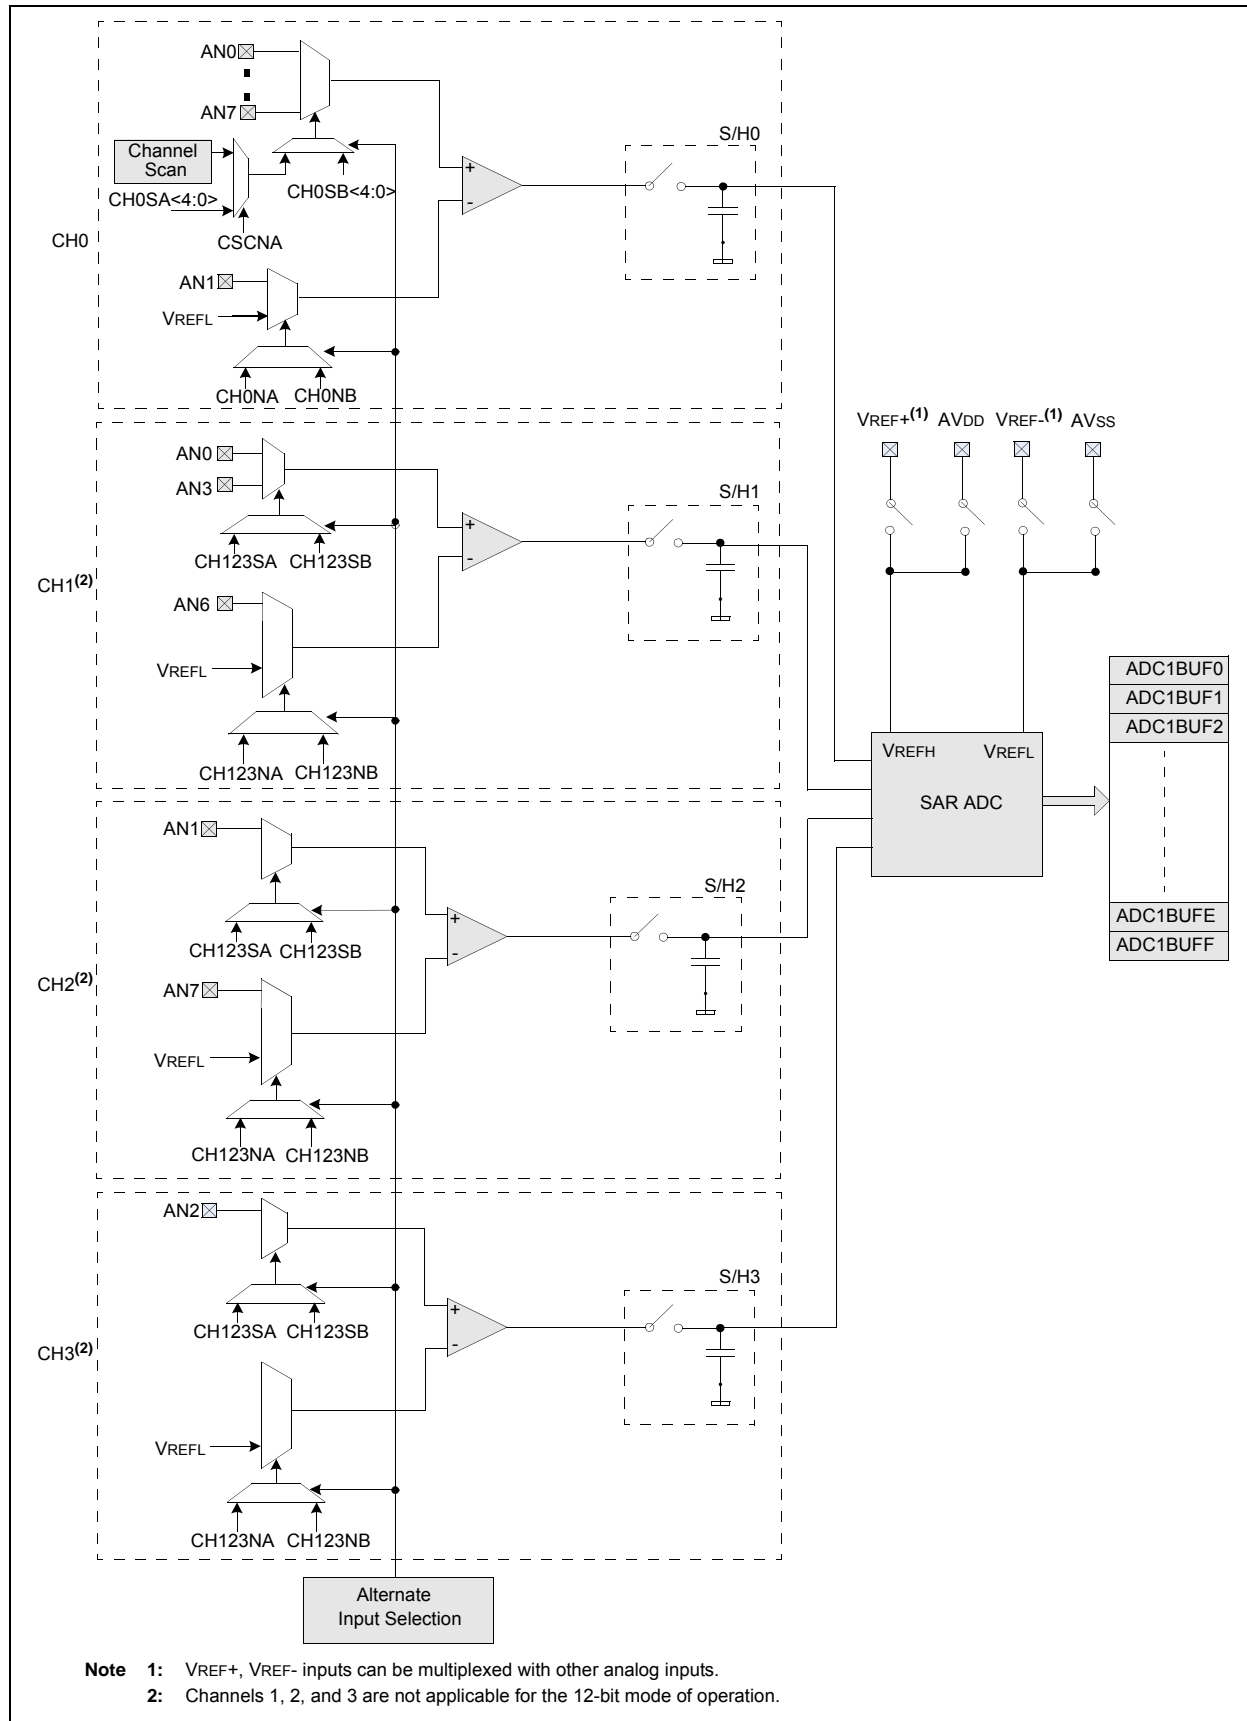 AN0
AN7
Channel
Scan
CH0SA<4:0>
CH0SB<4:0>
CSCNA
CH0
+
-
S/H0
AN1
VREFL
CH0NA
CH0NB
AN0
AN3
CH123SA CH123SB
CH1(2)
+
-
S/H1
AN6
VREFL
CH123NA CH123NB
VREF+(1) AVDD VREF-(1) AVSS
VREFH VREFL
SAR ADC
ADC1BUF0
ADC1BUF1
ADC1BUF2
ADC1BUFE
ADC1BUFF
AN1
CH123SA CH123SB
CH2(2)
+
-
S/H2
AN7
VREFL
CH123NA CH123NB
AN2
CH123SA CH123SB
CH3(2)
+
-
S/H3
VREFL
CH123NA CH123NB
Alternate
Input Selection
Note 1: VREF+, VREF- inputs can be multiplexed with other analog inputs.
2: Channels 1, 2, and 3 are not applicable for the 12-bit mode of operation.